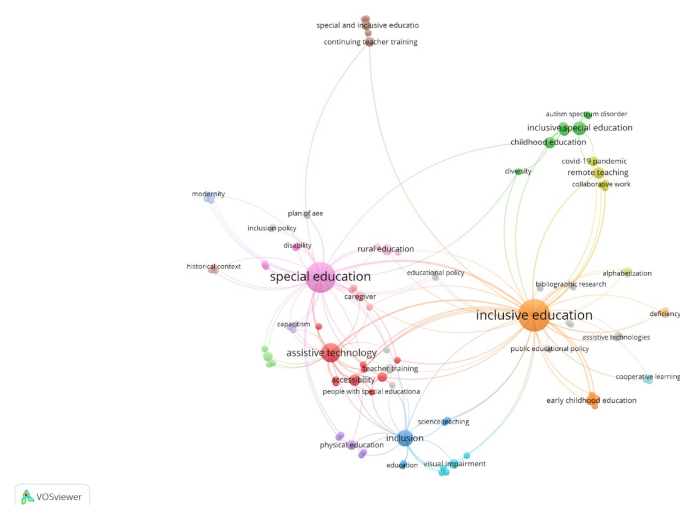 special and inclusive educatio
continuing teacher training
autism spectrum disorder
inclusive special education
childhood education
covid-19 pandemic
diversity
remote teaching
collaborative work
modernity
plan of aee
inclusion policy
disability
rural education
historical context
special education
educational policy
alphabetization
bibliographic research
caregiver
inclusive education
deficiency
capacitism
assistive technologies
assistive technology
public educational policy
teacher training
accessibility
cooperative learning
people with special educationa
early childhood education
science teaching
inclusion
physical education
education
visual impairment
VOSviewer